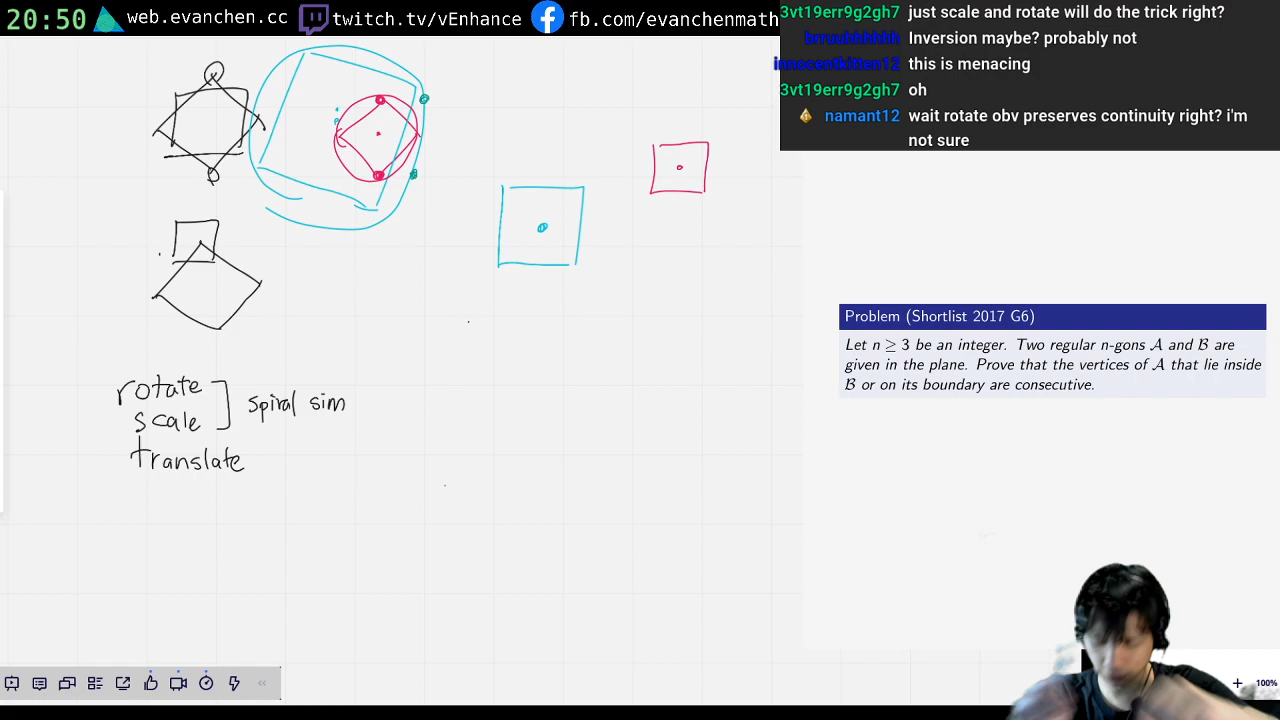 20:50 web.evanchen.cc twitch.tv/vEnhance fb.com/evanchenmath
3vt19err9g2gh7 just scale and rotate will do the trick right?
brruuhhhhhh Inversion maybe? probably not
innocentkitten12 this is menacing
3vt19err9g2gh7 oh
namant12 wait rotate obv preserves continuity right? i'm
not sure
Problem (Shortlist 2017 G6)
Let n ≥ 3 be an integer. Two regular n-gons 𝒜 and ℬ are
given in the plane. Prove that the vertices of 𝒜 that lie inside
ℬ or on its boundary are consecutive.
rotate
scale
spiral sim
translate
100%